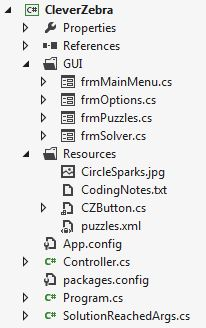 CleverZebra
Properties
References
GUI
frmMainMenu.cs
frmOptions.cs
frmPuzzles.cs
frmSolver.cs
Resources
CircleSparks.jpg
CodingNotes.txt
CZButton.cs
puzzles.xml
App.config
C# Controller.cs
packages.config
C# Program.cs
C# SolutionReachedArgs.cs